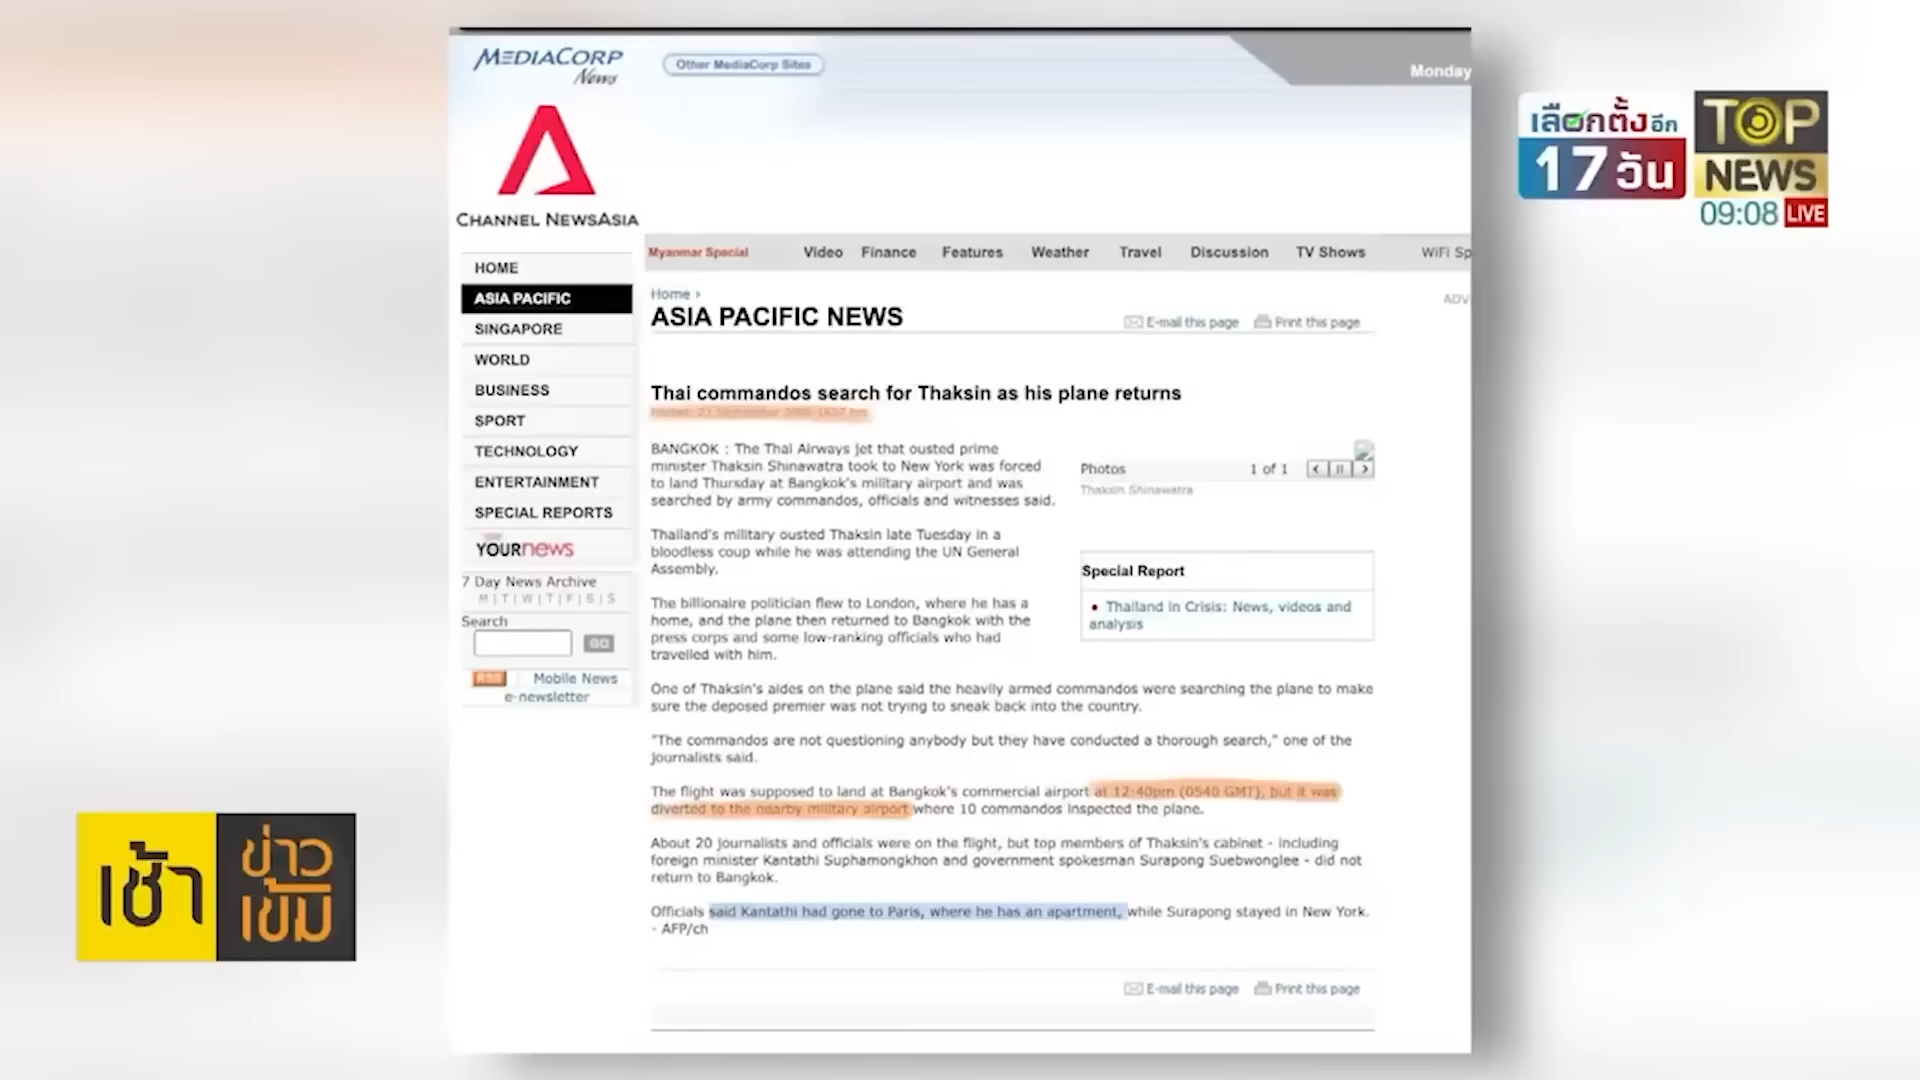 MEDIACORP
News
Other MediaCorp Sites
Monday
CHANNEL NEWSASIA
เลือกตั้งอีก
17 วัน
TOP
NEWS
09:08 LIVE
Myanmar Special Video Finance Features Weather Travel Discussion TV Shows WiFi Sp
HOME
ASIA PACIFIC
SINGAPORE
WORLD
BUSINESS
SPORT
TECHNOLOGY
ENTERTAINMENT
SPECIAL REPORTS
YOURnews
7 Day News Archive
M | T | W | T | F | S | S
Search
GO
RSS Mobile News
e-newsletter
Home ›
ADV
ASIA PACIFIC NEWS
E-mail this page Print this page
Thai commandos search for Thaksin as his plane returns
Posted: 21 September
BANGKOK : The Thai Airways jet that ousted prime
minister Thaksin Shinawatra took to New York was forced
to land Thursday at Bangkok's military airport and was
searched by army commandos, officials and witnesses said.
Photos 1 of 1
Thaksin Shinawatra
Thailand's military ousted Thaksin late Tuesday in a
bloodless coup while he was attending the UN General
Assembly.
Special Report
• Thailand in Crisis: News, videos and
analysis
The billionaire politician flew to London, where he has a
home, and the plane then returned to Bangkok with the
press corps and some low-ranking officials who had
travelled with him.
One of Thaksin's aides on the plane said the heavily armed commandos were searching the plane to make
sure the deposed premier was not trying to sneak back into the country.
"The commandos are not questioning anybody but they have conducted a thorough search," one of the
journalists said.
The flight was supposed to land at Bangkok's commercial airport at 12:40pm (0540 GMT), but it was
diverted to the nearby military airport where 10 commandos inspected the plane.
About 20 journalists and officials were on the flight, but top members of Thaksin's cabinet - including
foreign minister Kantathi Suphamongkhon and government spokesman Surapong Suebwonglee - did not
return to Bangkok.
Officials said Kantathi had gone to Paris, where he has an apartment, while Surapong stayed in New York.
- AFP/ch
E-mail this page Print this page
เช้า
ข่าว
เข้ม